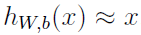 h_{W,b}(x) ≈ x